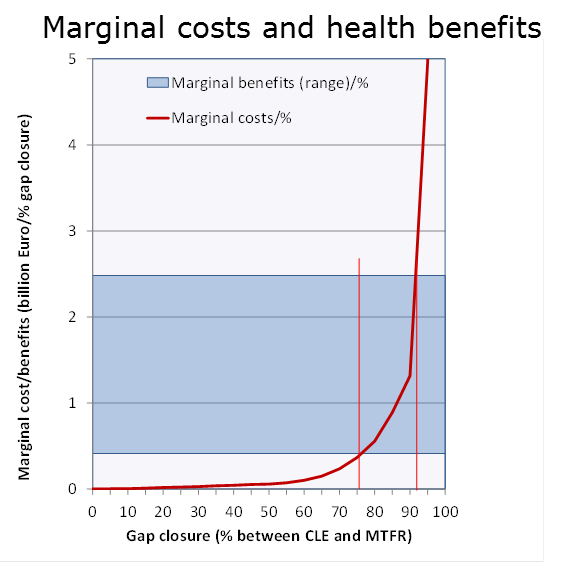 Marginal costs and health benefits
Marginal cost/benefits (billion Euro/% gap closure)
5
4
3
2
1
0
Marginal benefits (range)/%
Marginal costs/%
0 10 20 30 40 50 60 70 80 90 100
Gap closure (% between CLE and MTFR)